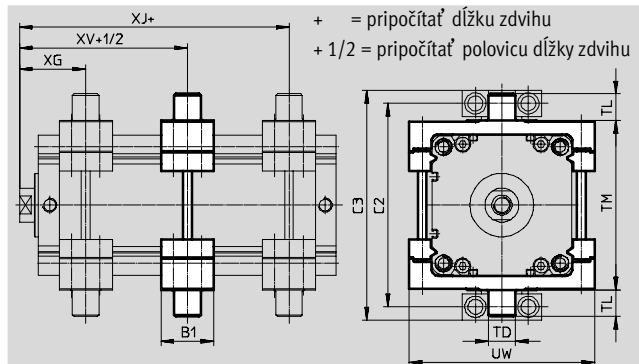 XJ+
+ = pripočítať dĺžku zdvihu
XV+1/2
+ 1/2 = pripočítať polovicu dĺžky zdvihu
XG
TL
C3
C2
TM
TL
B1
TD
UW